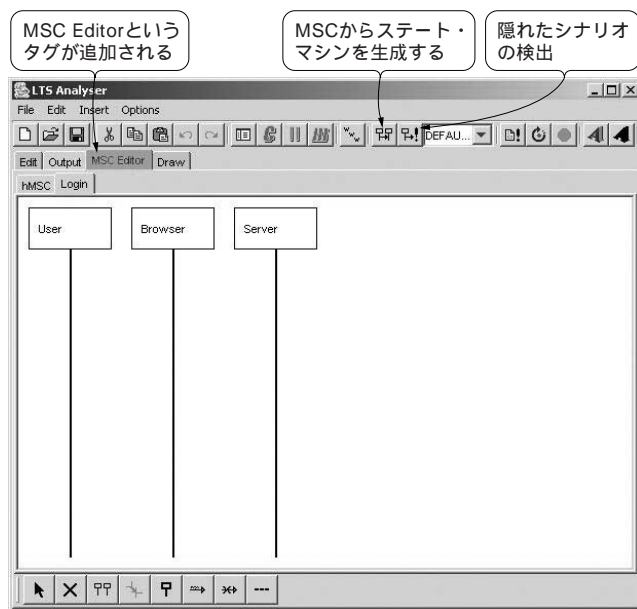 MSC Editorという
タグが追加される
MSCからステート・
マシンを生成する
隠れたシナリオ
の検出
LTS Analyser
File Edit Insert Options
DEFAU...
Edit Output MSC Editor Draw
hMSC Login
User Browser Server